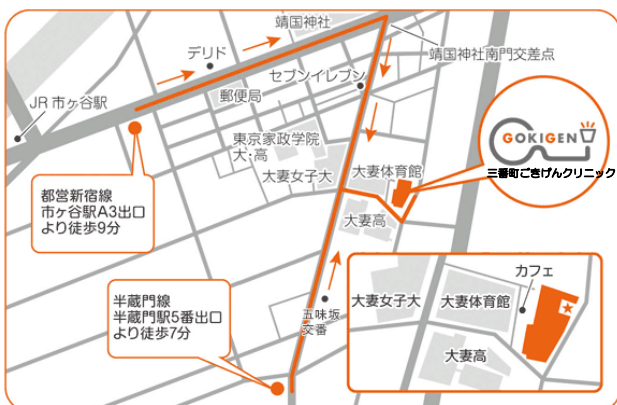 靖国神社
デリド
靖国神社南門交差点
セブンイレブン
JR 市ヶ谷駅
郵便局
GOKIGEN
三番町ごきげんクリニック
東京家政学院
大・高
大妻女子大
大妻体育館
都営新宿線
市ヶ谷駅A3出口
より徒歩9分
大妻高
カフェ
半蔵門線
半蔵門駅5番出口
より徒歩7分
五味坂
交番
大妻女子大
大妻体育館
大妻高